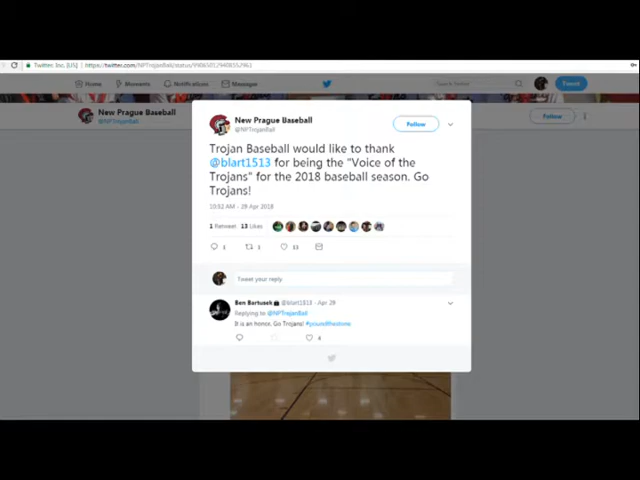 Twitter, Inc. [US] | https://twitter.com/NPTrojanBall/status/
Home Moments Notifications Messages Search Twitter Tweet
New Prague Baseball
@NPTrojanBall
Follow
New Prague Baseball
@NPTrojanBall
Follow
Trojan Baseball would like to thank
@blart1513 for being the "Voice of the
Trojans" for the 2018 baseball season. Go
Trojans!
10:52 AM - 29 Apr 2018
1 Retweet 13 Likes
1 1 13
Tweet your reply
Ben Bartusek @blart1513 · Apr 29
Replying to @NPTrojanBall
It is an honor, Go Trojans!
4